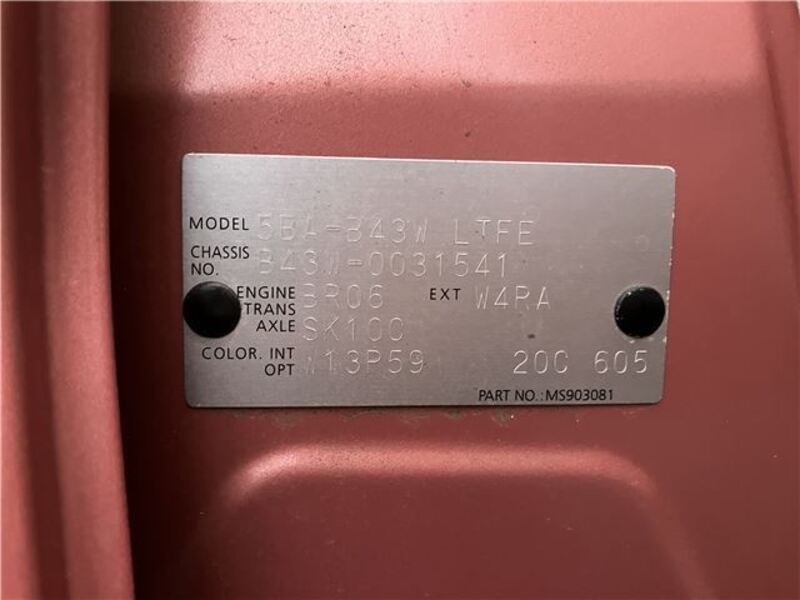 MODEL 5BA-B43W LTFE
CHASSIS NO. B43W-0031541
ENGINE BR06 EXT W4RA
TRANS AXLE SK10C
COLOR. INT OPT W13P59 20C 605
PART NO.:MS903081